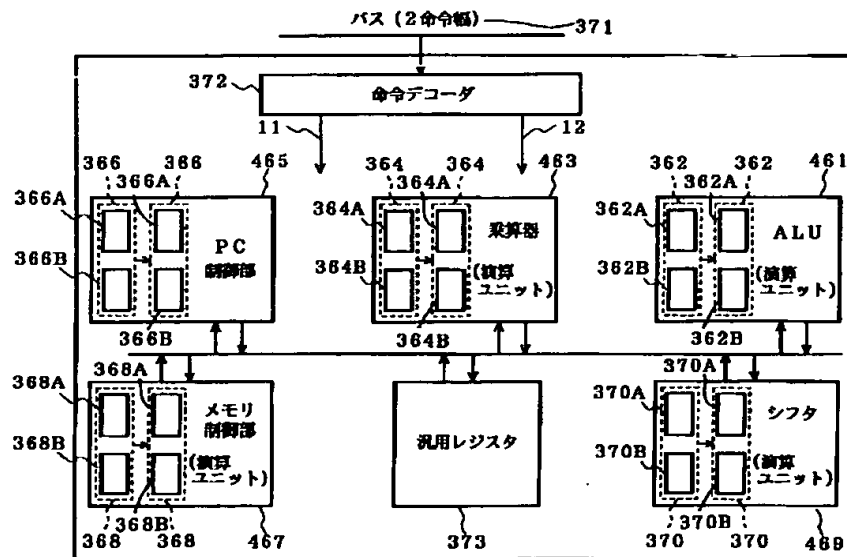 バス(2命令幅) 371
372
命令デコーダ
11 12
366 366A 366 465 364 364A 364 463 362 362A 362 461
366A 364A 362A
PC 制御部
乗算器
ALU
366B 364B 362B
(演算ユニット)
(演算ユニット)
366B 364B 362B
368A 368A 370A 370A
メモリ制御部
汎用レジスタ
シフタ
368B 370B
(演算ユニット)
(演算ユニット)
368B 370B
368 368 467 373 370 370 469